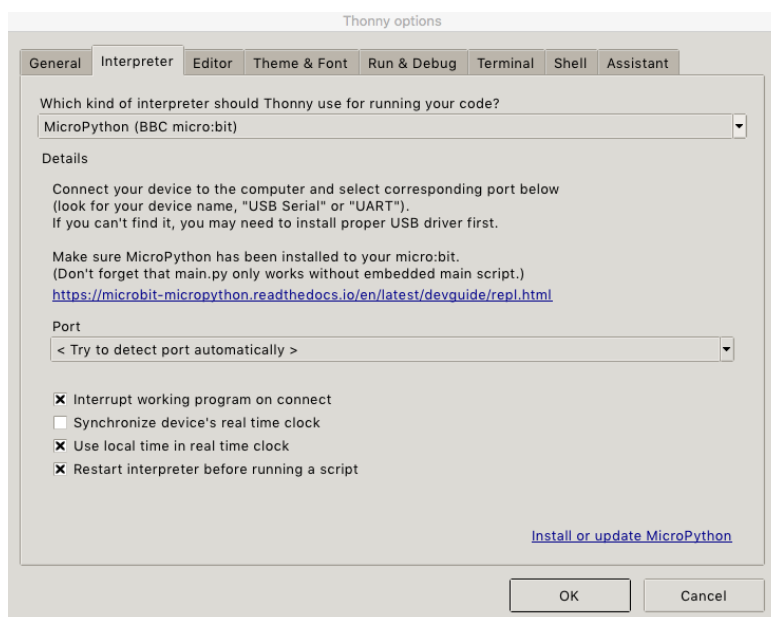 Thonny options
General Interpreter Editor Theme & Font Run & Debug Terminal Shell Assistant
Which kind of interpreter should Thonny use for running your code?
MicroPython (BBC micro:bit)
Details
Connect your device to the computer and select corresponding port below
(look for your device name, "USB Serial" or "UART").
If you can't find it, you may need to install proper USB driver first.
Make sure MicroPython has been installed to your micro:bit.
(Don't forget that main.py only works without embedded main script.)
https://microbit-micropython.readthedocs.io/en/latest/devguide/repl.html
Port
< Try to detect port automatically >
Interrupt working program on connect
Synchronize device's real time clock
Use local time in real time clock
Restart interpreter before running a script
Install or update MicroPython
OK Cancel